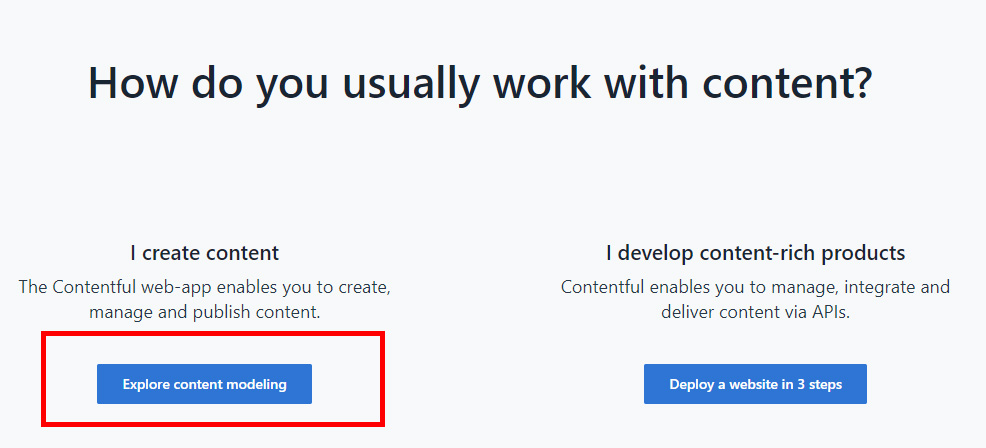 How do you usually work with content?
I create content
The Contentful web-app enables you to create,
manage and publish content.
Explore content modeling
I develop content-rich products
Contentful enables you to manage, integrate and
deliver content via APIs.
Deploy a website in 3 steps